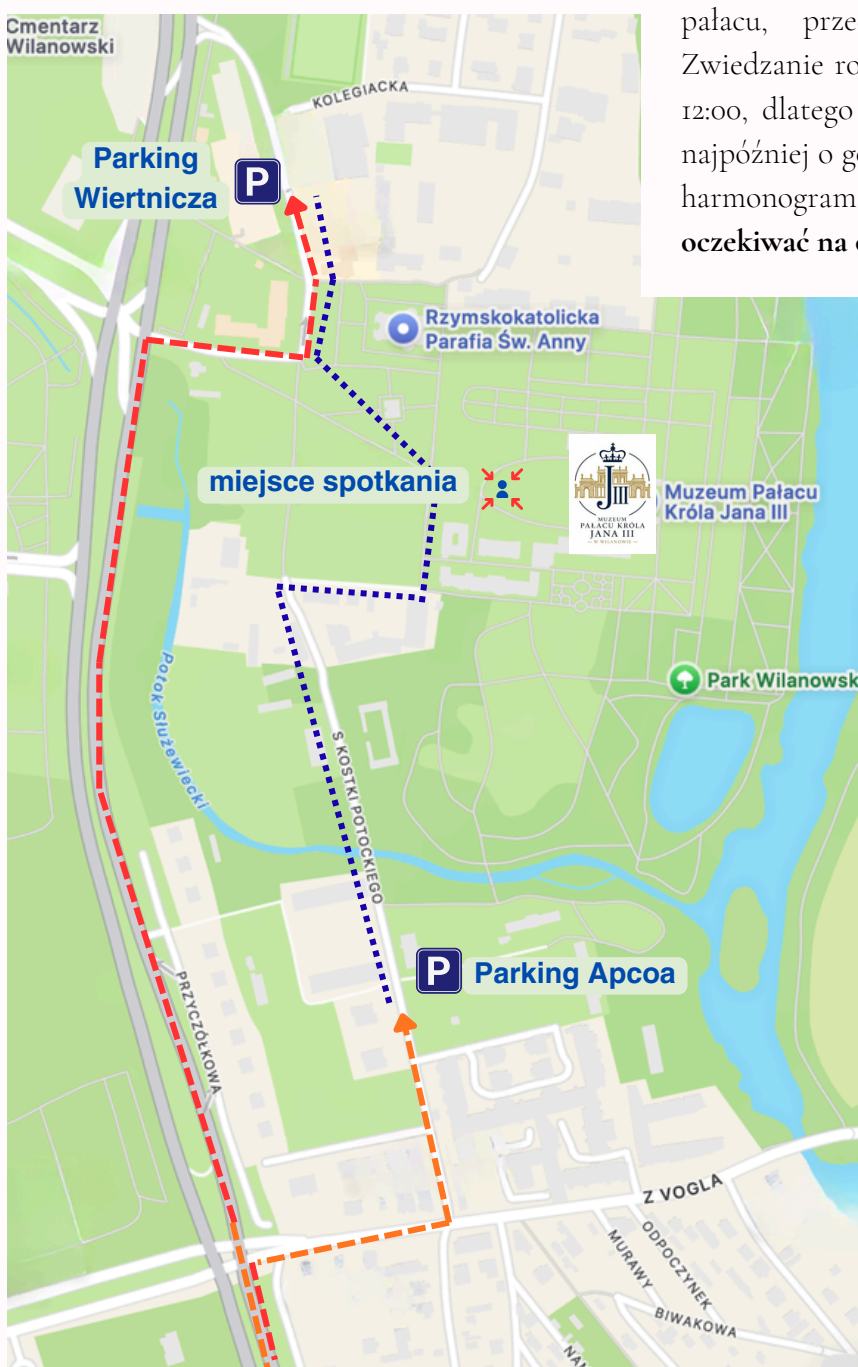 pałacu,
Zwiedzanie
12:00, dlatego
najpóźniej o
harmonogram
oczekiwać na
Cmentarz
Wilanowski
KOLEGIACKA
Parking
Wiertnicza
P
Rzymskokatolicka
Parafia Św. Anny
miejsce spotkania
J
III
MUZEUM
PAŁACU KRÓLA
JANA III
— W WILANOWIE —
Muzeum Pałacu
Króla Jana III
Park Wilanowsk
Potok Służewiecki
S KOSTKI POTOCKIEGO
P
Parking Apcoa
PRZYCZÓŁKOWA
Z VOGLA
ODPOCZYNEK
MURAWY
BIWAKOWA